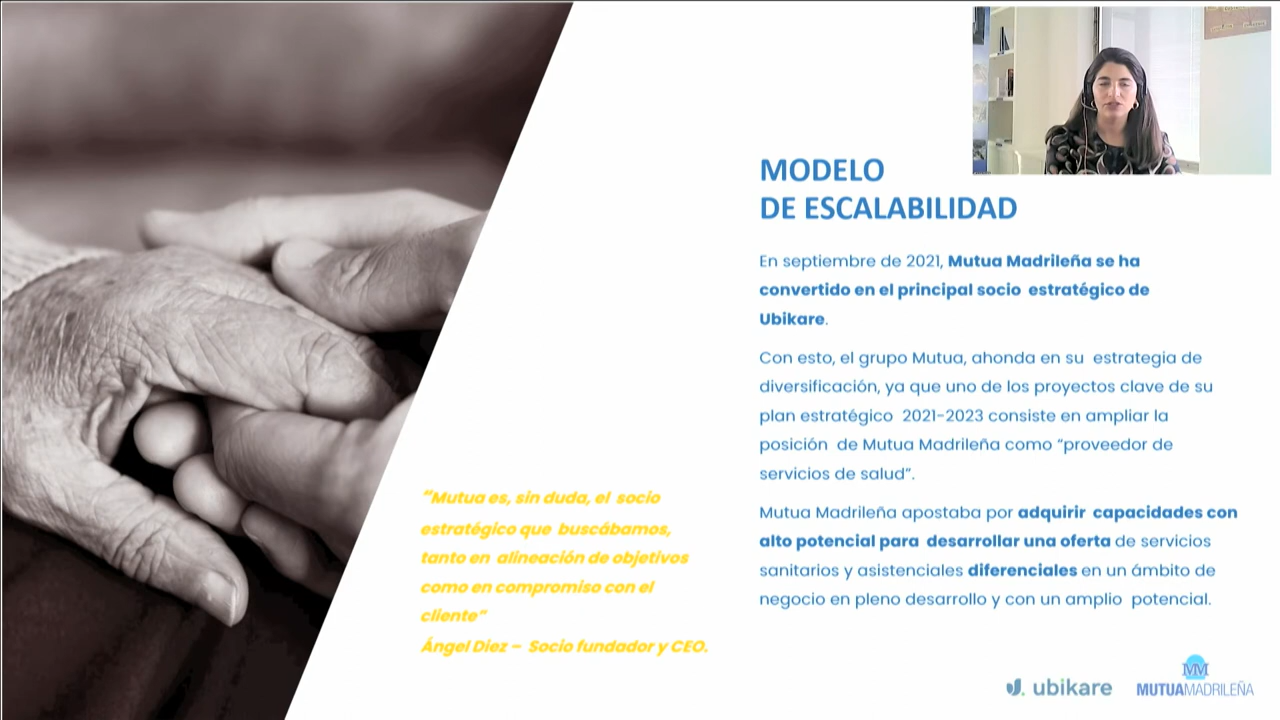 MODELO
DE ESCALABILIDAD
En septiembre de 2021, Mutua Madrileña se ha
convertido en el principal socio estratégico de
Ubikare.
Con esto, el grupo Mutua, ahonda en su estrategia de
diversificación, ya que uno de los proyectos clave de su
plan estratégico 2021-2023 consiste en ampliar la
posición de Mutua Madrileña como “proveedor de
servicios de salud”.
Mutua Madrileña apostaba por adquirir capacidades con
alto potencial para desarrollar una oferta de servicios
sanitarios y asistenciales diferenciales en un ámbito de
negocio en pleno desarrollo y con un amplio potencial.
“Mutua es, sin duda, el socio
estratégico que buscábamos,
tanto en alineación de objetivos
como en compromiso con el
cliente”
Ángel Diez – Socio fundador y CEO.
ubikare
MM
MUTUAMADRILEÑA